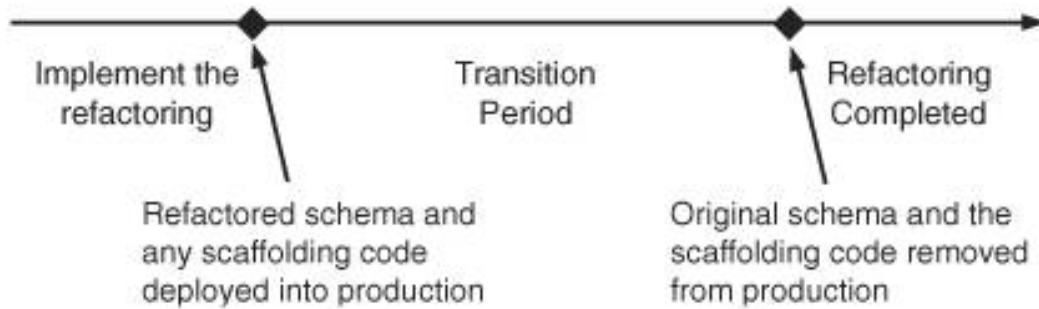 Implement the
refactoring
Transition
Period
Refactoring
Completed
Refactored schema and
any scaffolding code
deployed into production
Original schema and the
scaffolding code removed
from production